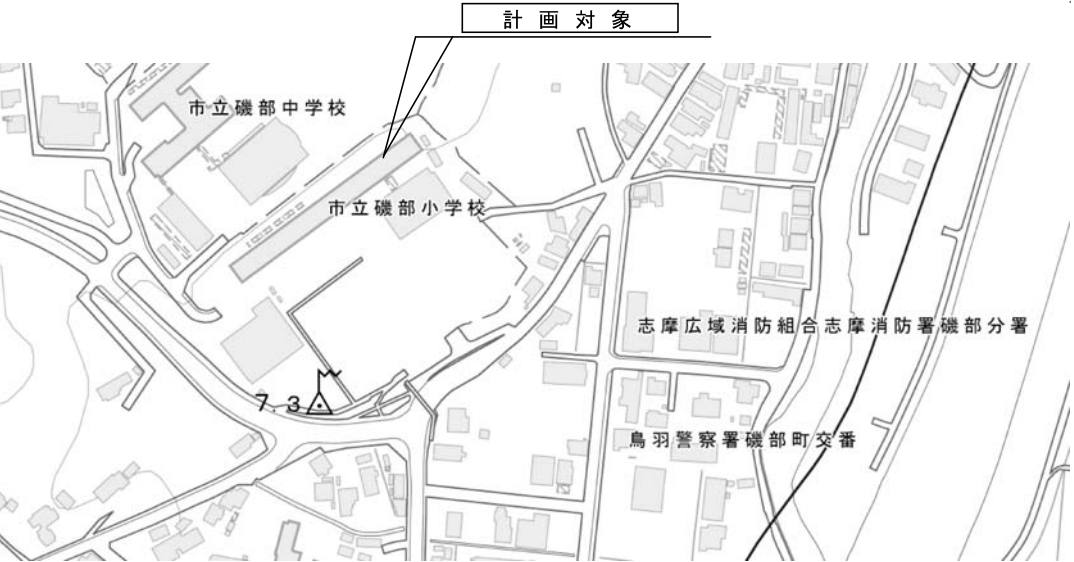 計画対象
市立磯部中学校
市立磯部小学校
志摩広域消防組合志摩消防署磯部分署
7.3
鳥羽警察署磯部町交番